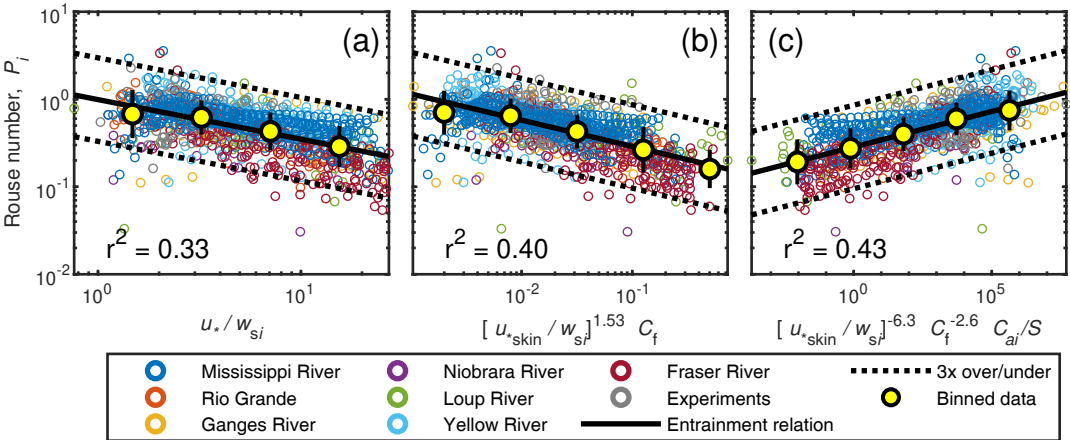 Rouse number, P_i
10^1
10^0
10^-1
10^-2
(a)
r^2 = 0.33
10^0
10^1
u_* / w_si
(b)
r^2 = 0.40
10^-2
10^-1
[ u_*skin / w_si]^1.53 C_f
(c)
r^2 = 0.43
10^0
10^5
[ u_*skin / w_si]^-6.3 C_f^-2.6 C_ai/S
Mississippi River
Rio Grande
Ganges River
Niobrara River
Loup River
Yellow River
Fraser River
Experiments
Entrainment relation
3x over/under
Binned data